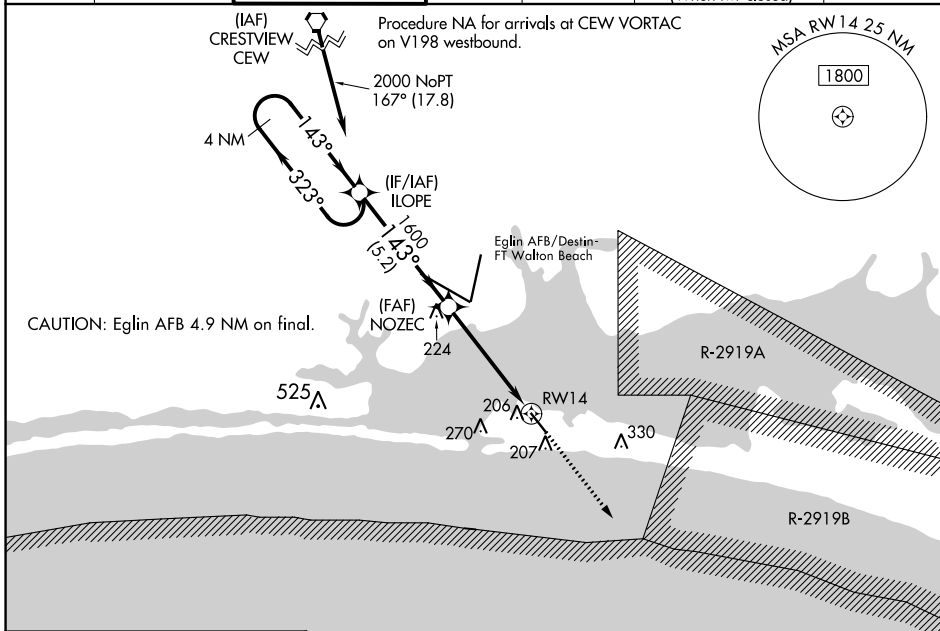 (IAF)
CRESTVIEW
CEW
Procedure NA for arrivals at CEW VORTAC
on V198 westbound.
MSA RW14 25 NM
1800
2000 NoPT
167° (17.8)
4 NM
143°
323°
(IF/IAF)
ILOPE
1600
143°
(5.2)
Eglin AFB/Destin-
FT Walton Beach
(FAF)
NOZEC
224
CAUTION: Eglin AFB 4.9 NM on final.
R-2919A
525
206
RW14
270
207
330
R-2919B